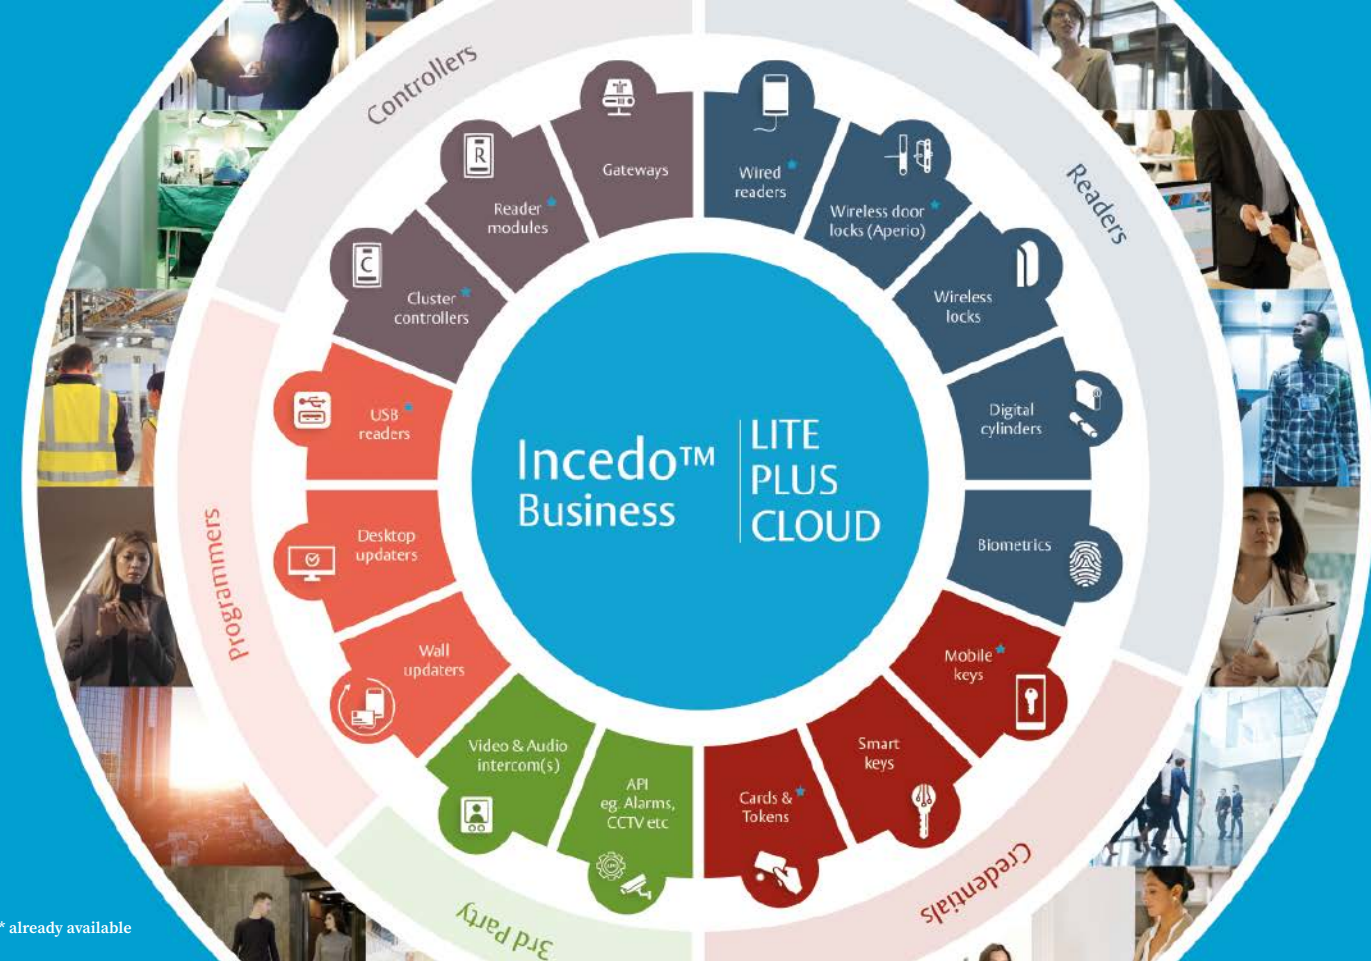 Controllers
Readers
Gateways
Wired *
readers
R
Reader *
modules
Wireless door *
locks (Aperio)
C
Cluster *
controllers
Wireless
locks
USB *
readers
Digital
cylinders
Incedo™
Business
LITE
PLUS
CLOUD
Programmers
Desktop
updaters
Biometrics
Wall
updaters
Mobile *
keys
Video & Audio
intercom(s)
Smart
keys
API
eg. Alarms,
CCTV etc
Cards & *
Tokens
Credentials
3rd Party
* already available